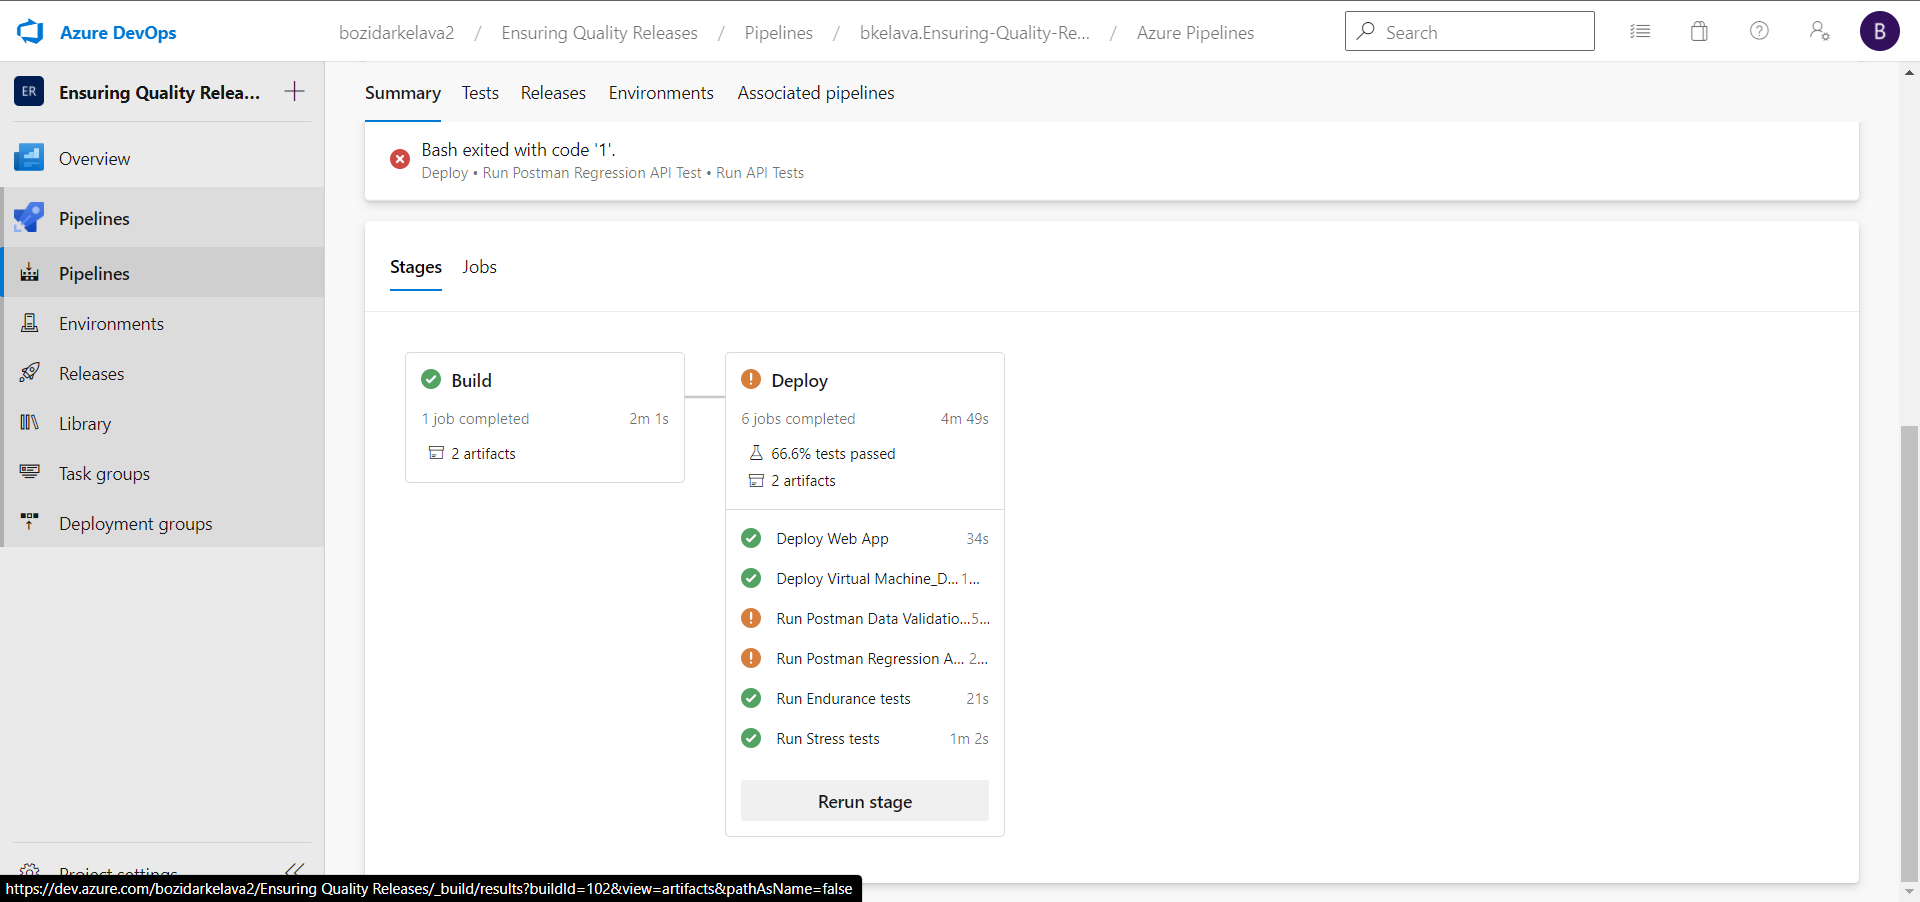 Azure DevOps
bozidarkelava2 / Ensuring Quality Releases / Pipelines / bkelava.Ensuring-Quality-Re... / Azure Pipelines
Search
B
ER
Ensuring Quality Relea...
Overview
Pipelines
Pipelines
Environments
Releases
Library
Task groups
Deployment groups
Project settings
Summary
Tests
Releases
Environments
Associated pipelines
Bash exited with code '1'.
Deploy • Run Postman Regression API Test • Run API Tests
Stages
Jobs
Build
1 job completed 2m 1s
2 artifacts
Deploy
6 jobs completed 4m 49s
66.6% tests passed
2 artifacts
Deploy Web App 34s
Deploy Virtual Machine_D... 1...
Run Postman Data Validatio... 5...
Run Postman Regression A... 2...
Run Endurance tests 21s
Run Stress tests 1m 2s
Rerun stage
https://dev.azure.com/bozidarkelava2/Ensuring Quality Releases/_build/results?buildId=102&view=artifacts&pathAsName=false